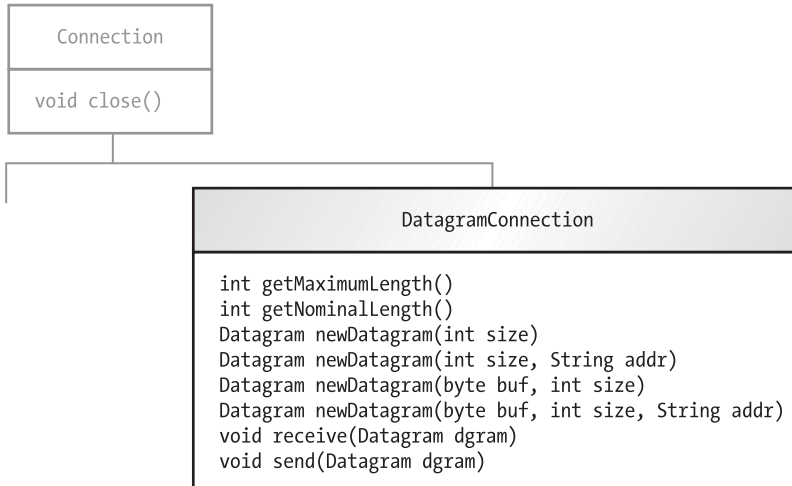 Connection
void close()
DatagramConnection
int getMaximumLength()
int getNominalLength()
Datagram newDatagram(int size)
Datagram newDatagram(int size, String addr)
Datagram newDatagram(byte buf, int size)
Datagram newDatagram(byte buf, int size, String addr)
void receive(Datagram dgram)
void send(Datagram dgram)